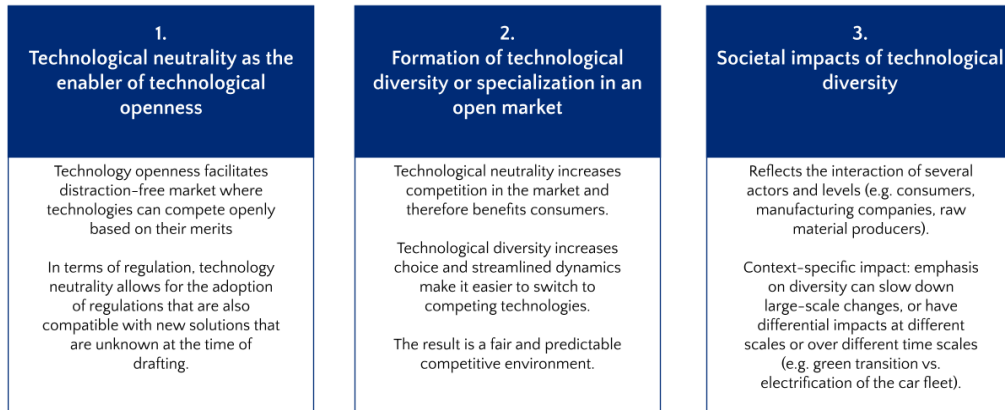 1.
Technological neutrality as the
enabler of technological
openness
Technology openness facilitates
distraction-free market where
technologies can compete openly
based on their merits
In terms of regulation, technology
neutrality allows for the adoption
of regulations that are also
compatible with new solutions that
are unknown at the time of
drafting.
2.
Formation of technological
diversity or specialization in an
open market
Technological neutrality increases
competition in the market and
therefore benefits consumers.
Technological diversity increases
choice and streamlined dynamics
make it easier to switch to
competing technologies.
The result is a fair and predictable
competitive environment.
3.
Societal impacts of technological
diversity
Reflects the interaction of several
actors and levels (e.g. consumers,
manufacturing companies, raw
material producers).
Context-specific impact: emphasis
on diversity can slow down
large-scale changes, or have
differential impacts at different
scales or over different time scales
(e.g. green transition vs.
electrification of the car fleet).